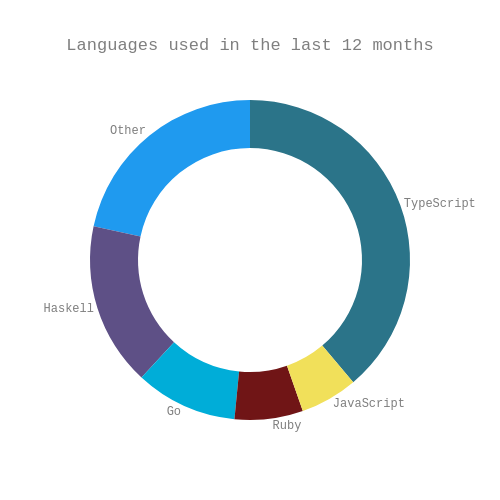 Languages used in the last 12 months
Other
TypeScript
Haskell
JavaScript
Go
Ruby